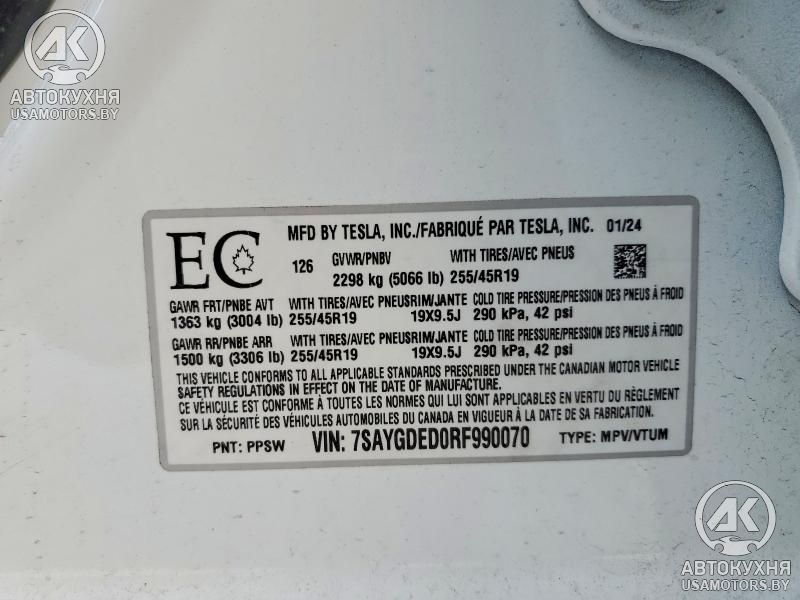 AK
АВТОКУХНЯ
USAMOTORS.BY
EC
MFD BY TESLA, INC./FABRIQUÉ PAR TESLA, INC. 01/24
126 GVWR/PNBV WITH TIRES/AVEC PNEUS
2298 kg (5066 lb) 255/45R19
GAWR FRT/PNBE AVT WITH TIRES/AVEC PNEUS RIM/JANTE COLD TIRE PRESSURE/PRESSION DES PNEUS À FROID
1363 kg (3004 lb) 255/45R19 19X9.5J 290 kPa, 42 psi
GAWR RR/PNBE ARR WITH TIRES/AVEC PNEUS RIM/JANTE COLD TIRE PRESSURE/PRESSION DES PNEUS À FROID
1500 kg (3306 lb) 255/45R19 19X9.5J 290 kPa, 42 psi
THIS VEHICLE CONFORMS TO ALL APPLICABLE STANDARDS PRESCRIBED UNDER THE CANADIAN MOTOR VEHICLE
SAFETY REGULATIONS IN EFFECT ON THE DATE OF MANUFACTURE.
CE VÉHICULE EST CONFORME À TOUTES LES NORMES QUI LUI SONT APPLICABLES EN VERTU DU RÈGLEMENT
SUR LA SÉCURITÉ DES VÉHICULES AUTOMOBILES DU CANADA EN VIGUEUR À LA DATE DE SA FABRICATION.
PNT: PPSW VIN: 7SAYGDED0RF990070 TYPE: MPV/VTUM
AK
АВТОКУХНЯ
USAMOTORS.BY